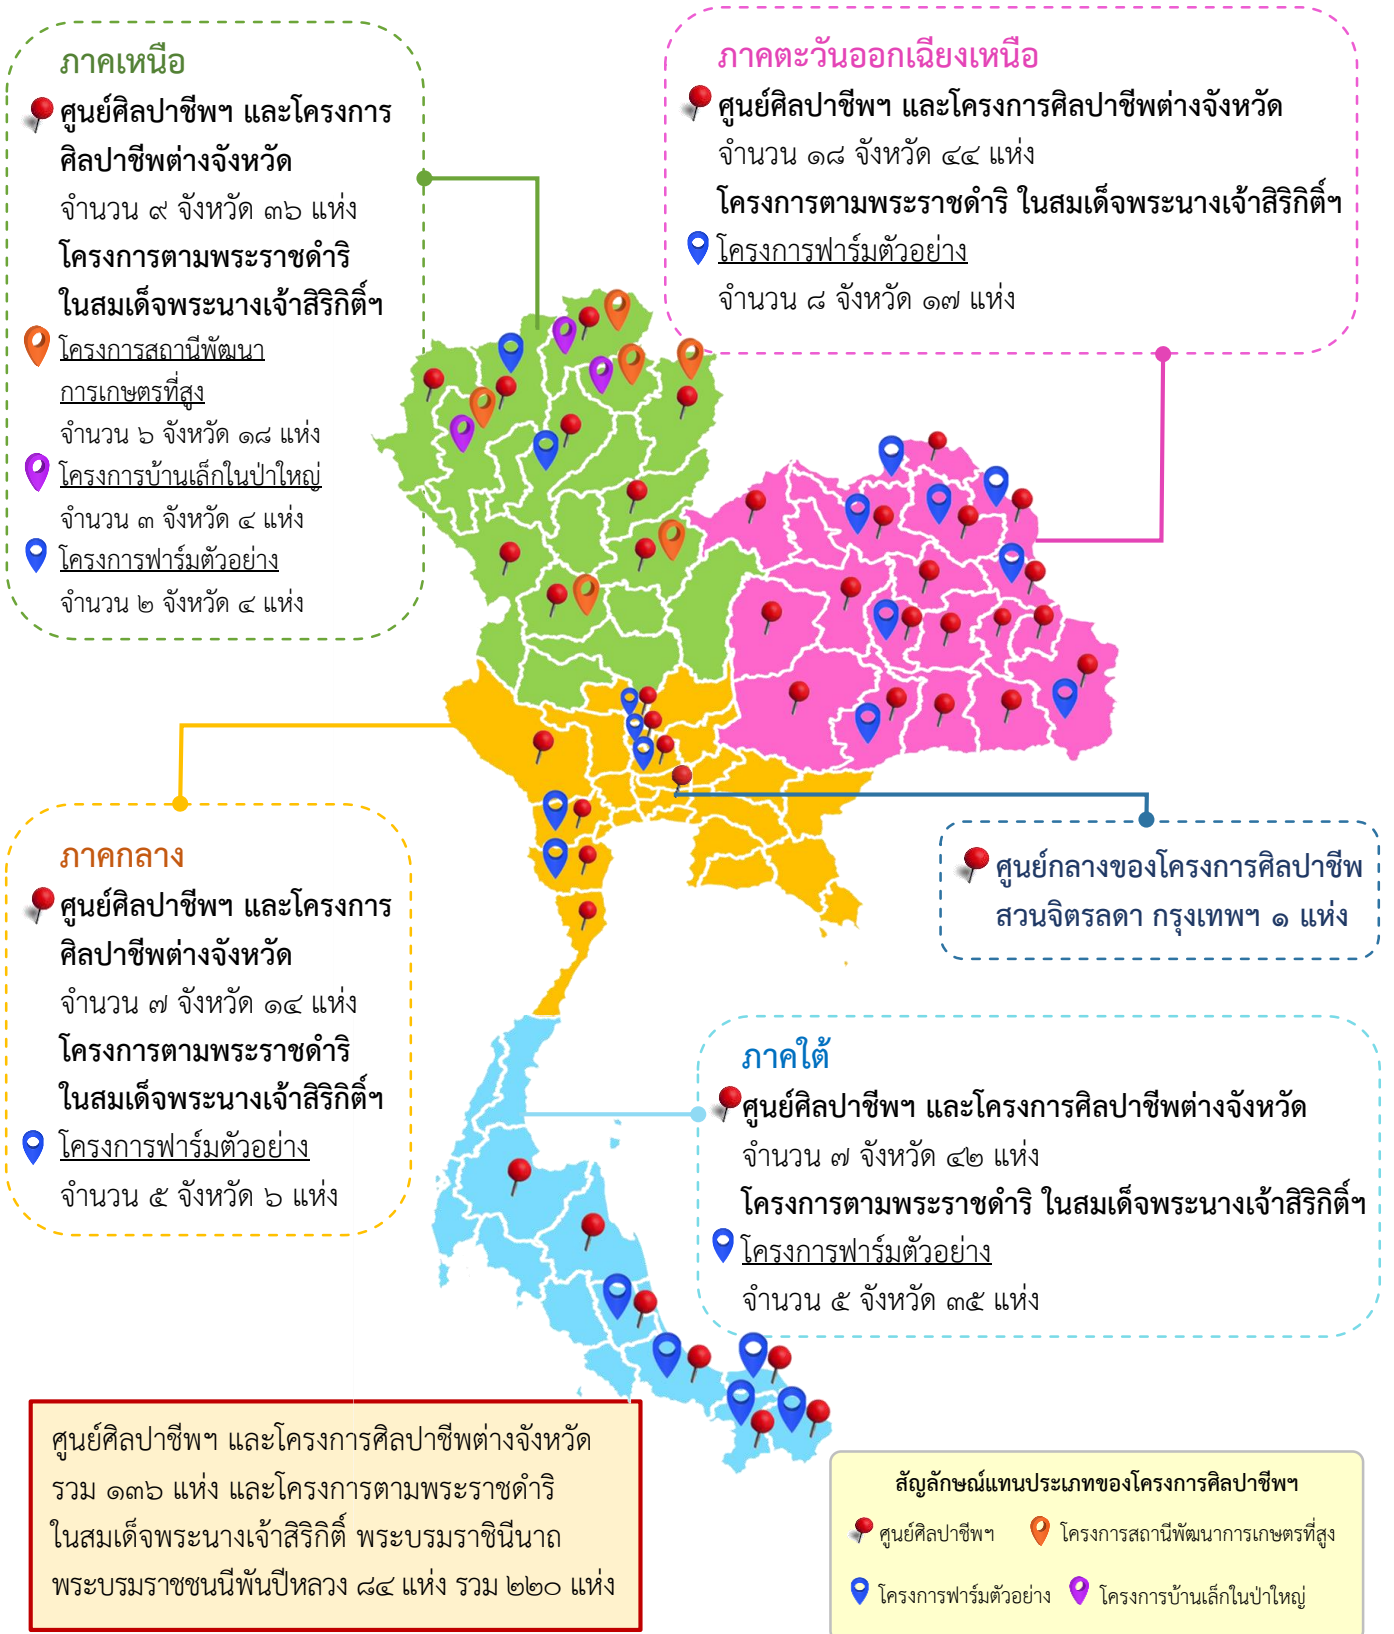 ภาคเหนือ
ศูนย์ศิลปาชีพฯ และโครงการ
ศิลปาชีพต่างจังหวัด
จำนวน ๙ จังหวัด ๓๖ แห่ง
โครงการตามพระราชดำริ
ในสมเด็จพระนางเจ้าสิริกิติ์ฯ
โครงการสถานีพัฒนา
การเกษตรที่สูง
จำนวน ๖ จังหวัด ๑๘ แห่ง
โครงการบ้านเล็กในป่าใหญ่
จำนวน ๓ จังหวัด ๔ แห่ง
โครงการฟาร์มตัวอย่าง
จำนวน ๒ จังหวัด ๔ แห่ง
ภาคตะวันออกเฉียงเหนือ
ศูนย์ศิลปาชีพฯ และโครงการศิลปาชีพต่างจังหวัด
จำนวน ๑๘ จังหวัด ๔๔ แห่ง
โครงการตามพระราชดำริ ในสมเด็จพระนางเจ้าสิริกิติ์ฯ
โครงการฟาร์มตัวอย่าง
จำนวน ๘ จังหวัด ๑๗ แห่ง
ภาคกลาง
ศูนย์ศิลปาชีพฯ และโครงการ
ศิลปาชีพต่างจังหวัด
จำนวน ๗ จังหวัด ๑๔ แห่ง
โครงการตามพระราชดำริ
ในสมเด็จพระนางเจ้าสิริกิติ์ฯ
โครงการฟาร์มตัวอย่าง
จำนวน ๕ จังหวัด ๖ แห่ง
ศูนย์กลางของโครงการศิลปาชีพ
สวนจิตรลดา กรุงเทพฯ ๑ แห่ง
ภาคใต้
ศูนย์ศิลปาชีพฯ และโครงการศิลปาชีพต่างจังหวัด
จำนวน ๗ จังหวัด ๔๒ แห่ง
โครงการตามพระราชดำริ ในสมเด็จพระนางเจ้าสิริกิติ์ฯ
โครงการฟาร์มตัวอย่าง
จำนวน ๕ จังหวัด ๓๕ แห่ง
ศูนย์ศิลปาชีพฯ และโครงการศิลปาชีพต่างจังหวัด
รวม ๑๓๖ แห่ง และโครงการตามพระราชดำริ
ในสมเด็จพระนางเจ้าสิริกิติ์ พระบรมราชินีนาถ
พระบรมราชชนนีพันปีหลวง ๘๔ แห่ง รวม ๒๒๐ แห่ง
สัญลักษณ์แทนประเภทของโครงการศิลปาชีพฯ
ศูนย์ศิลปาชีพฯ โครงการสถานีพัฒนาการเกษตรที่สูง
โครงการฟาร์มตัวอย่าง โครงการบ้านเล็กในป่าใหญ่